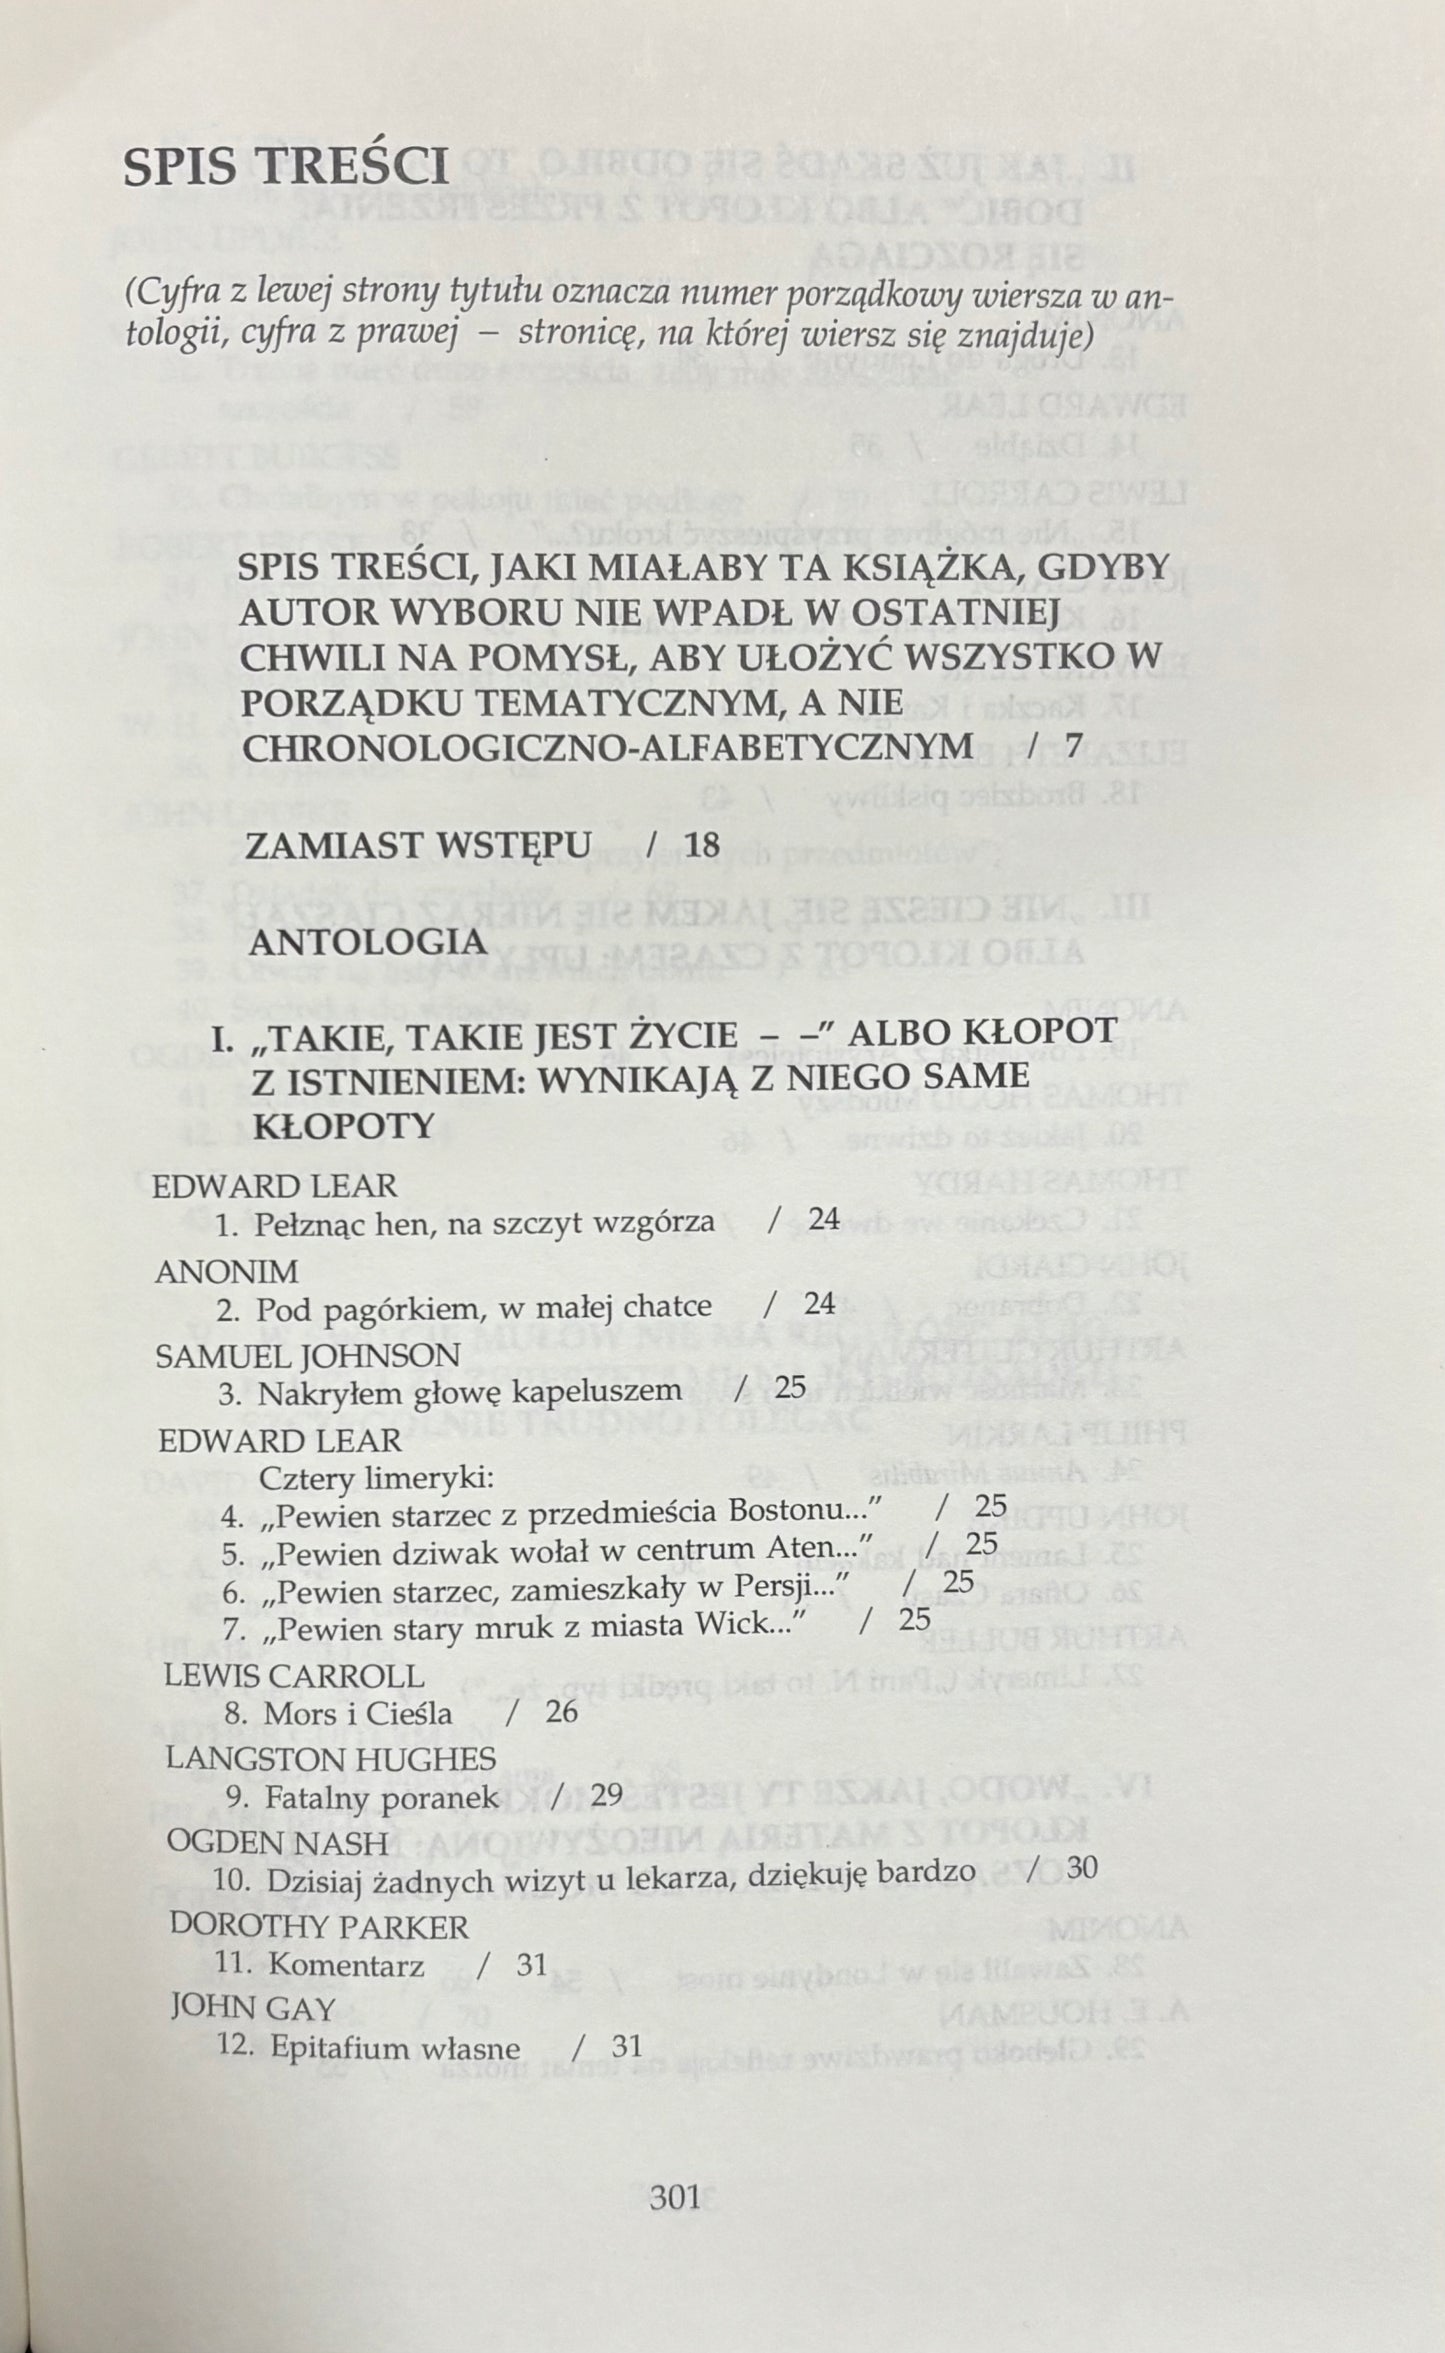 SPIS TREŚCI
(Cyfra z lewej strony tytułu oznacza numer porządkowy wiersza w an-
tologii, cyfra z prawej – stronicę, na której wiersz się znajduje)
SPIS TREŚCI, JAKI MIAŁABY TA KSIĄŻKA, GDYBY
AUTOR WYBORU NIE WPADŁ W OSTATNIEJ
CHWILI NA POMYSŁ, ABY UŁOŻYĆ WSZYSTKO W
PORZĄDKU TEMATYCZNYM, A NIE
CHRONOLOGICZNO-ALFABETYCZNYM / 7
ZAMIAST WSTĘPU / 18
ANTOLOGIA
I. „TAKIE, TAKIE JEST ŻYCIE – –” ALBO KŁOPOT
Z ISTNIENIEM: WYNIKAJĄ Z NIEGO SAME
KŁOPOTY
EDWARD LEAR
1. Pełznąc hen, na szczyt wzgórza / 24
ANONIM
2. Pod pagórkiem, w małej chatce / 24
SAMUEL JOHNSON
3. Nakryłem głowę kapeluszem / 25
EDWARD LEAR
Cztery limeryki:
4. „Pewien starzec z przedmieścia Bostonu...” / 25
5. „Pewien dziwak wołał w centrum Aten...” / 25
6. „Pewien starzec, zamieszkały w Persji...” / 25
7. „Pewien stary mruk z miasta Wick...” / 25
LEWIS CARROLL
8. Mors i Cieśla / 26
LANGSTON HUGHES
9. Fatalny poranek / 29
OGDEN NASH
10. Dzisiaj żadnych wizyt u lekarza, dziękuję bardzo / 30
DOROTHY PARKER
11. Komentarz / 31
JOHN GAY
12. Epitafium własne / 31
301